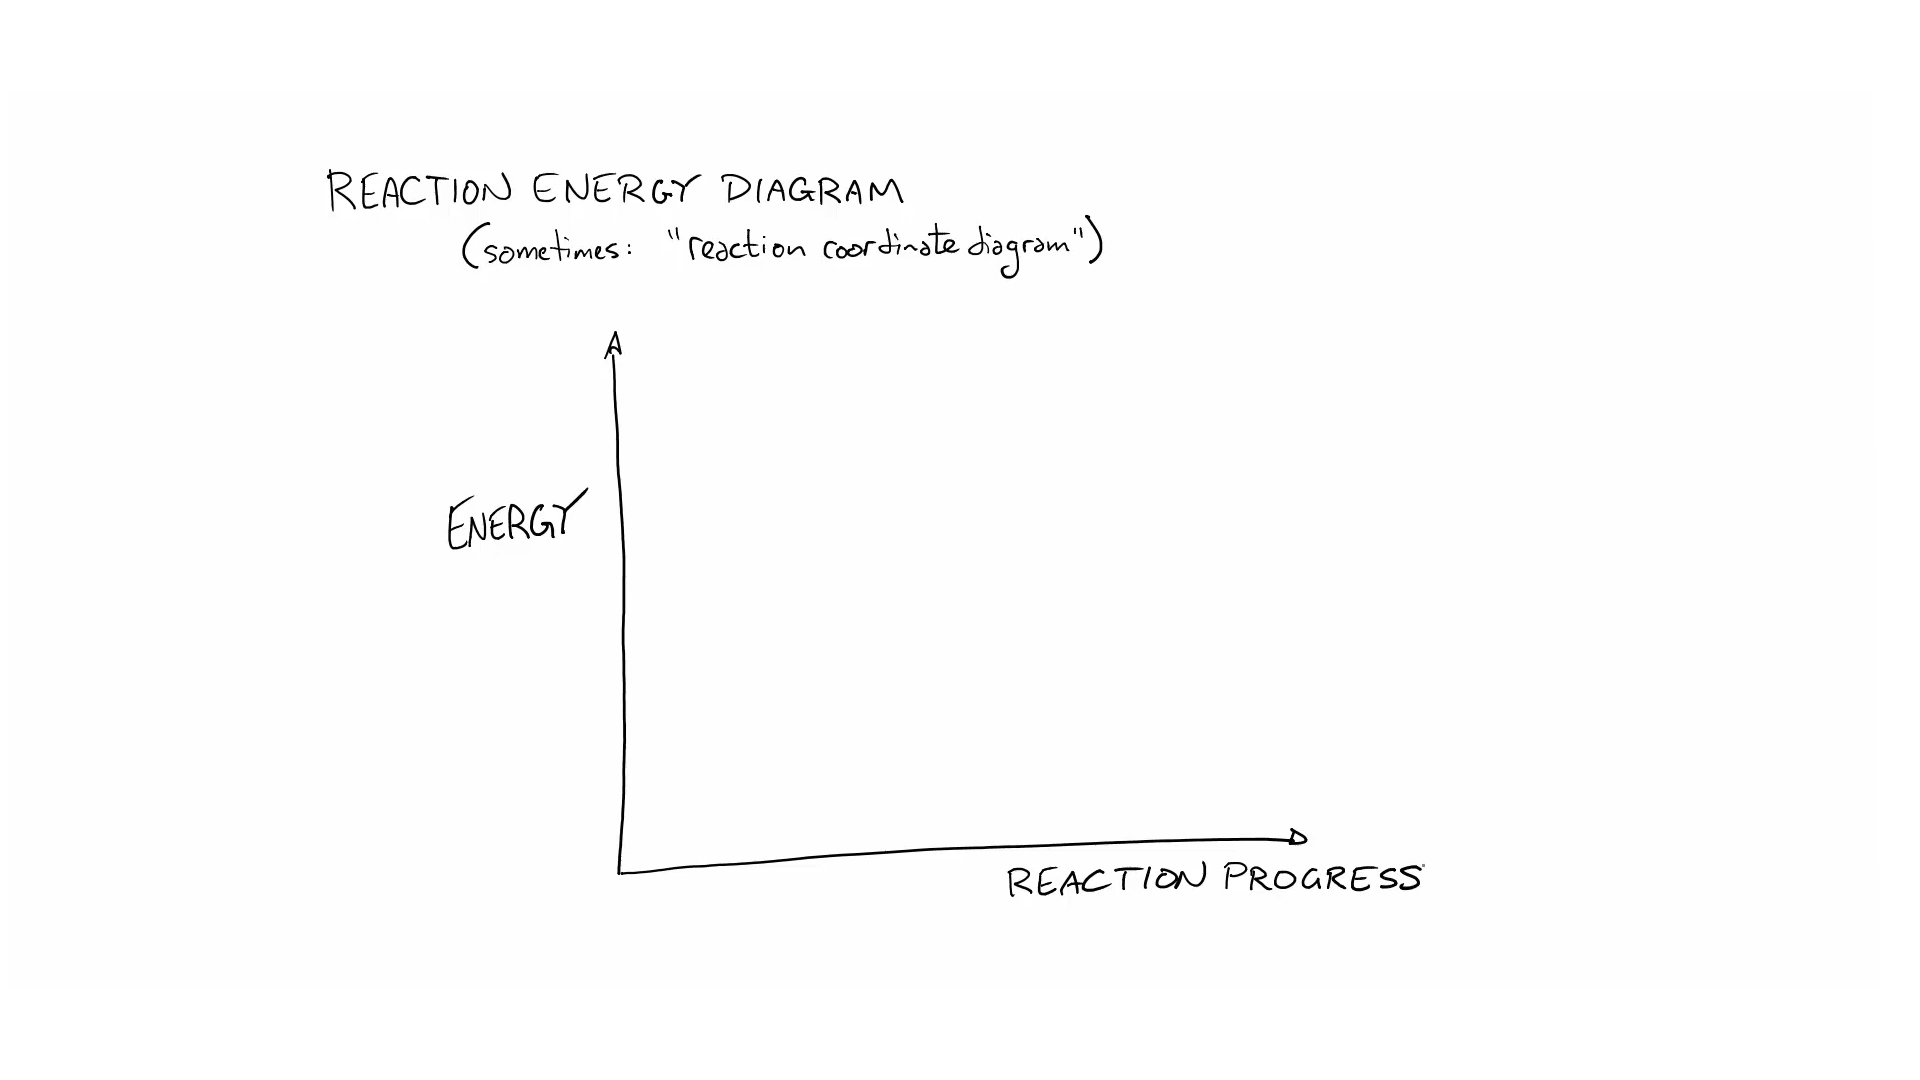 REACTION ENERGY DIAGRAM
(sometimes: "reaction coordinate diagram")
ENERGY
REACTION PROGRESS